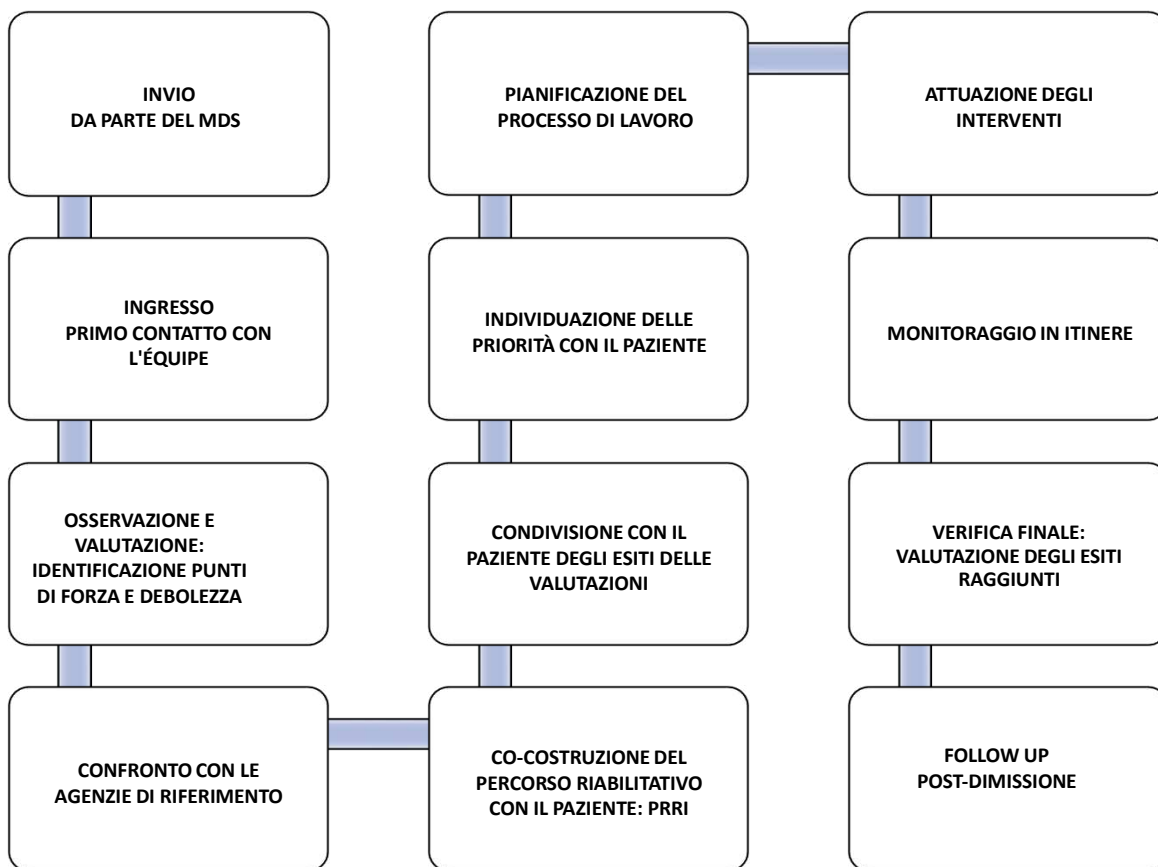 INVIO
DA PARTE DEL MDS
INGRESSO
PRIMO CONTATTO CON
L'ÉQUIPE
OSSERVAZIONE E
VALUTAZIONE:
IDENTIFICAZIONE PUNTI
DI FORZA E DEBOLEZZA
CONFRONTO CON LE
AGENZIE DI RIFERIMENTO
CO-COSTRUZIONE DEL
PERCORSO RIABILITATIVO
CON IL PAZIENTE: PRRI
CONDIVISIONE CON IL
PAZIENTE DEGLI ESITI DELLE
VALUTAZIONI
INDIVIDUAZIONE DELLE
PRIORITÀ CON IL PAZIENTE
PIANIFICAZIONE DEL
PROCESSO DI LAVORO
ATTUAZIONE DEGLI
INTERVENTI
MONITORAGGIO IN ITINERE
VERIFICA FINALE:
VALUTAZIONE DEGLI ESITI
RAGGIUNTI
FOLLOW UP
POST-DIMISSIONE